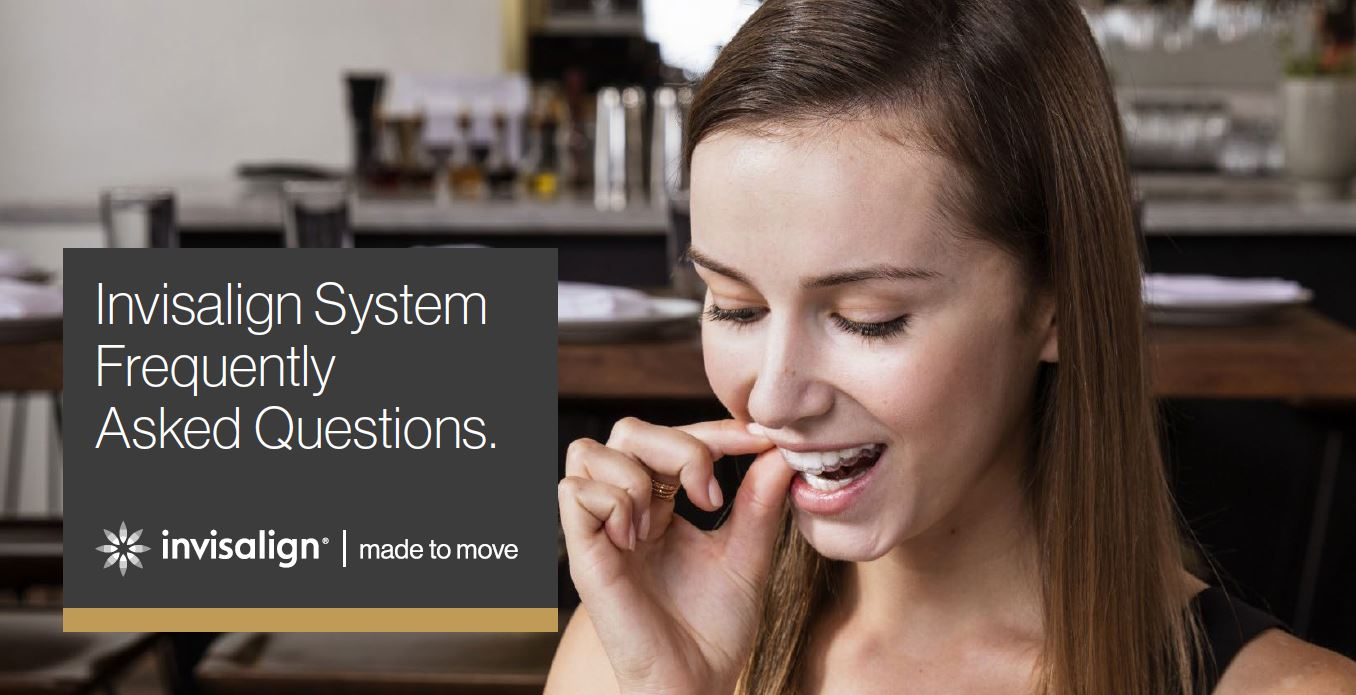 Invisalign System
Frequently
Asked Questions.
invisalign® | made to move